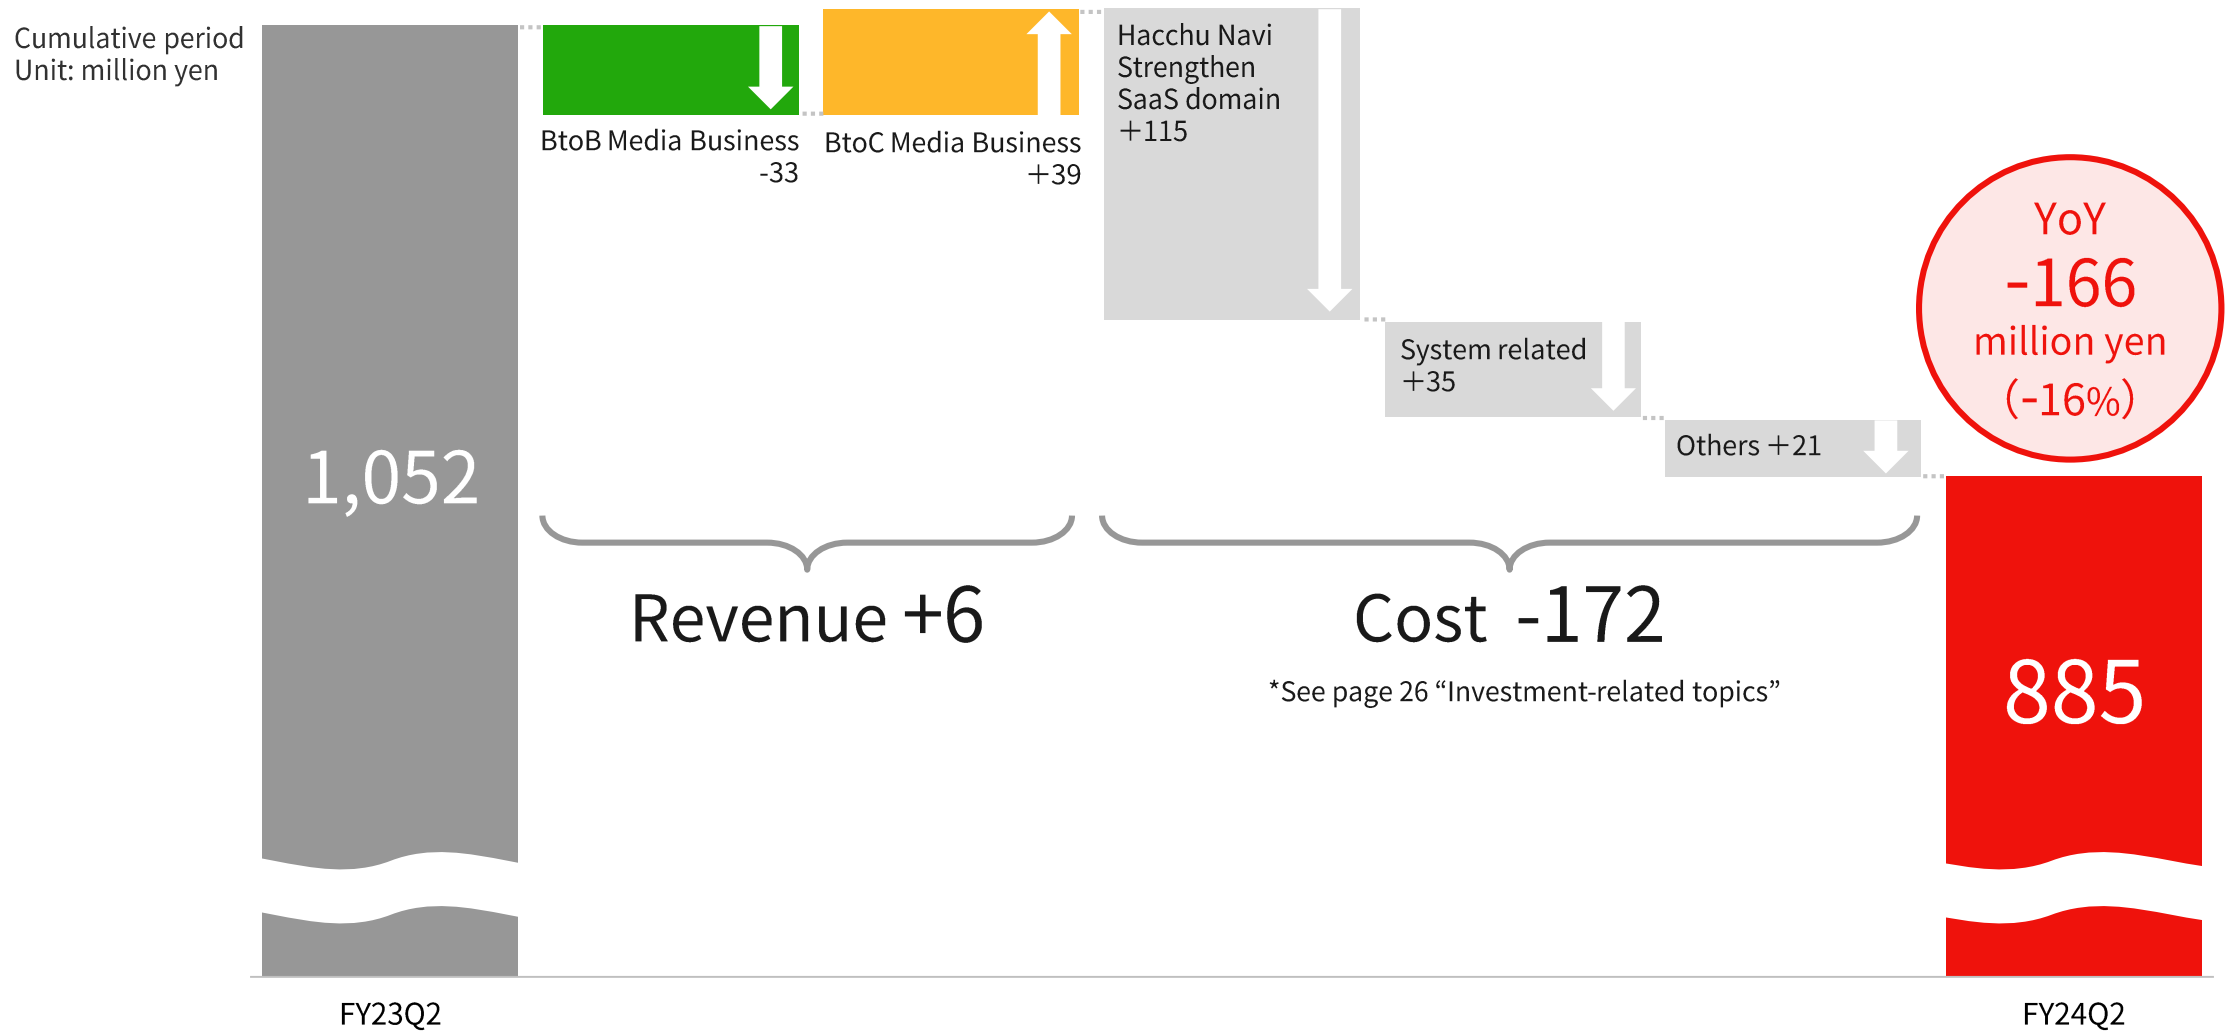 Cumulative period
Unit: million yen
1,052
BtoB Media Business
-33
BtoC Media Business
+39
Hacchu Navi
Strengthen
SaaS domain
+115
System related
+35
Others +21
YoY
-166
million yen
(-16%)
Revenue +6
Cost -172
*See page 26 “Investment-related topics”
885
FY23Q2
FY24Q2